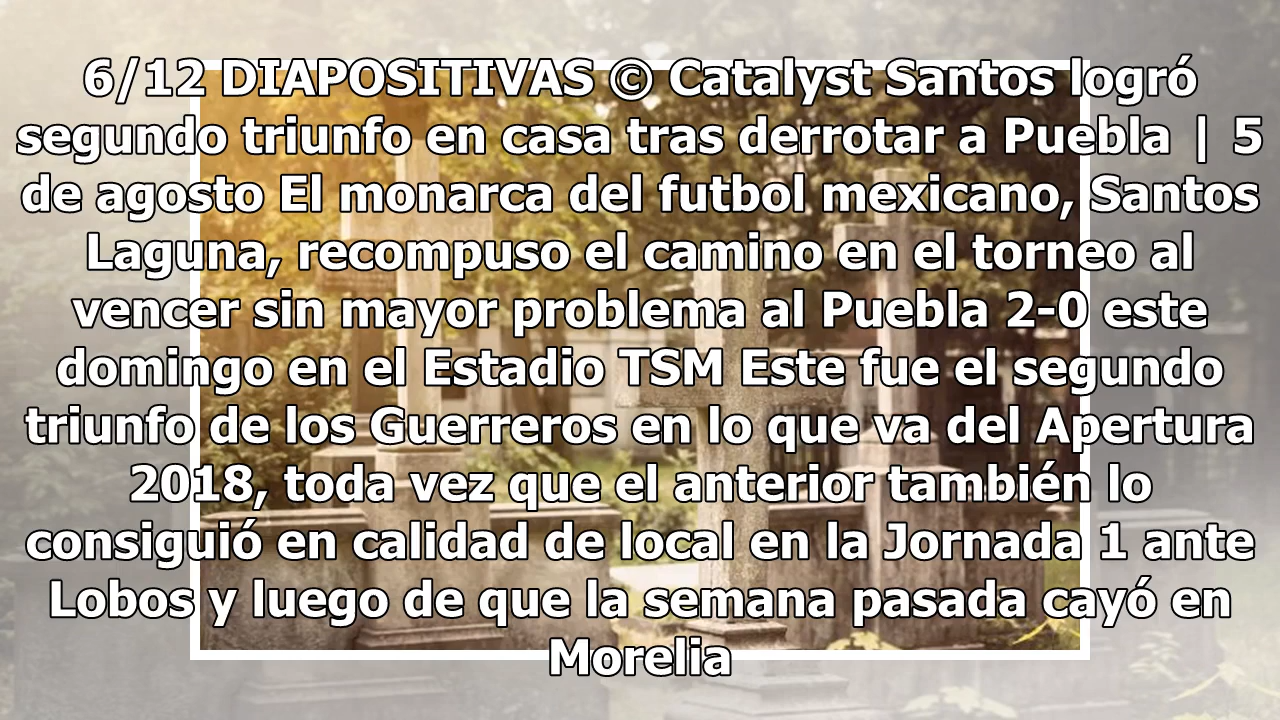 6/12 DIAPOSITIVAS © Catalyst Santos logró
segundo triunfo en casa tras derrotar a Puebla | 5
de agosto El monarca del futbol mexicano, Santos
Laguna, recompuso el camino en el torneo al
vencer sin mayor problema al Puebla 2-0 este
domingo en el Estadio TSM Este fue el segundo
triunfo de los Guerreros en lo que va del Apertura
2018, toda vez que el anterior también lo
consiguió en calidad de local en la Jornada 1 ante
Lobos y luego de que la semana pasada cayó en
Morelia